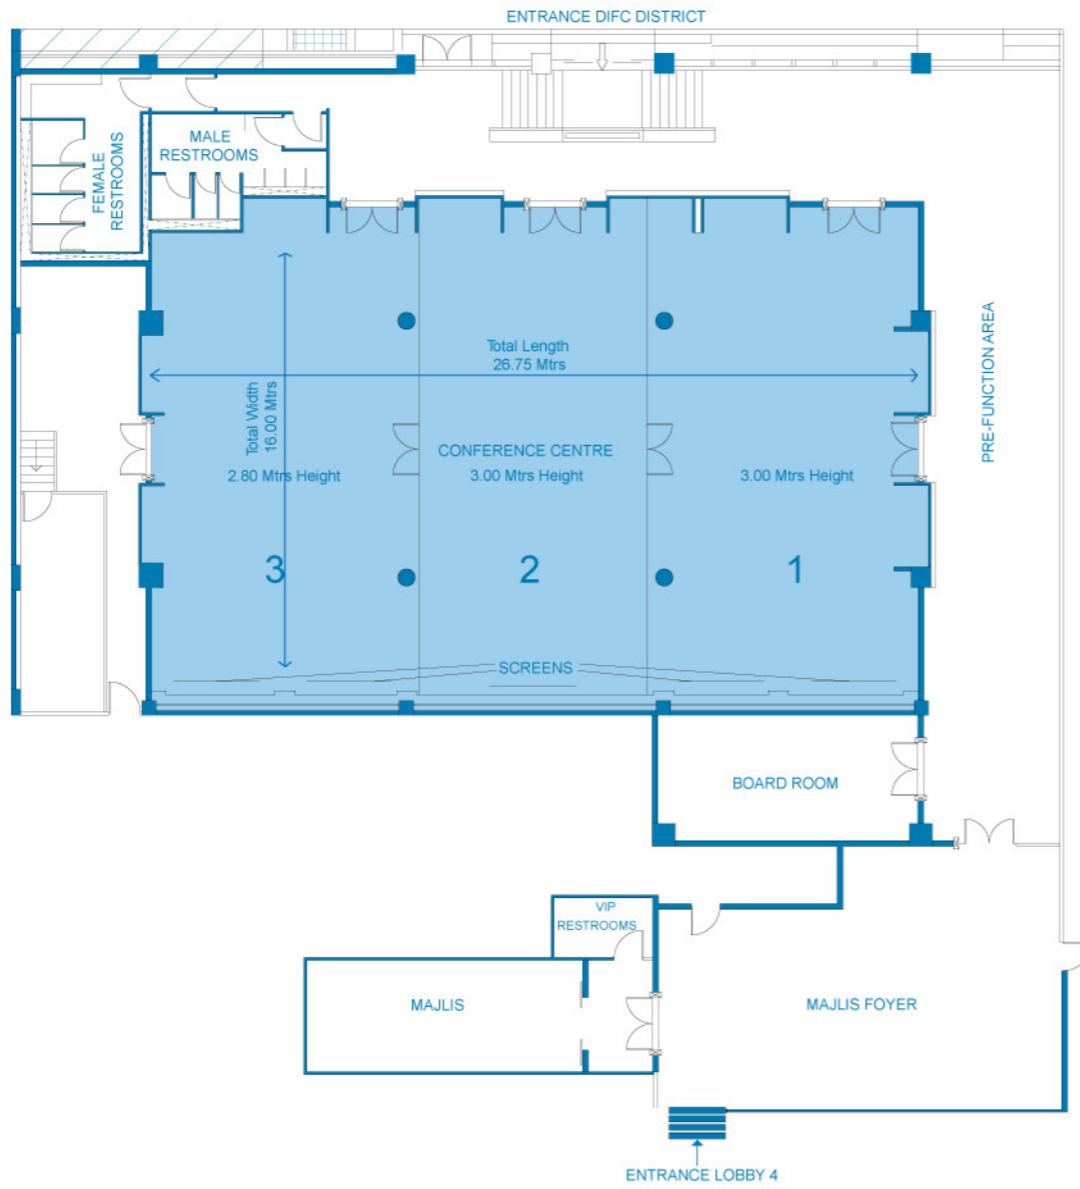 ENTRANCE DIFC DISTRICT
MALE
RESTROOMS
FEMALE
RESTROOMS
Total Length
26.75 Mtrs
PRE-FUNCTION AREA
Total Width
16.00 Mtrs
CONFERENCE CENTRE
2.80 Mtrs Height
3.00 Mtrs Height
3.00 Mtrs Height
3
2
1
SCREENS
BOARD ROOM
VIP
RESTROOMS
MAJLIS
MAJLIS FOYER
ENTRANCE LOBBY 4